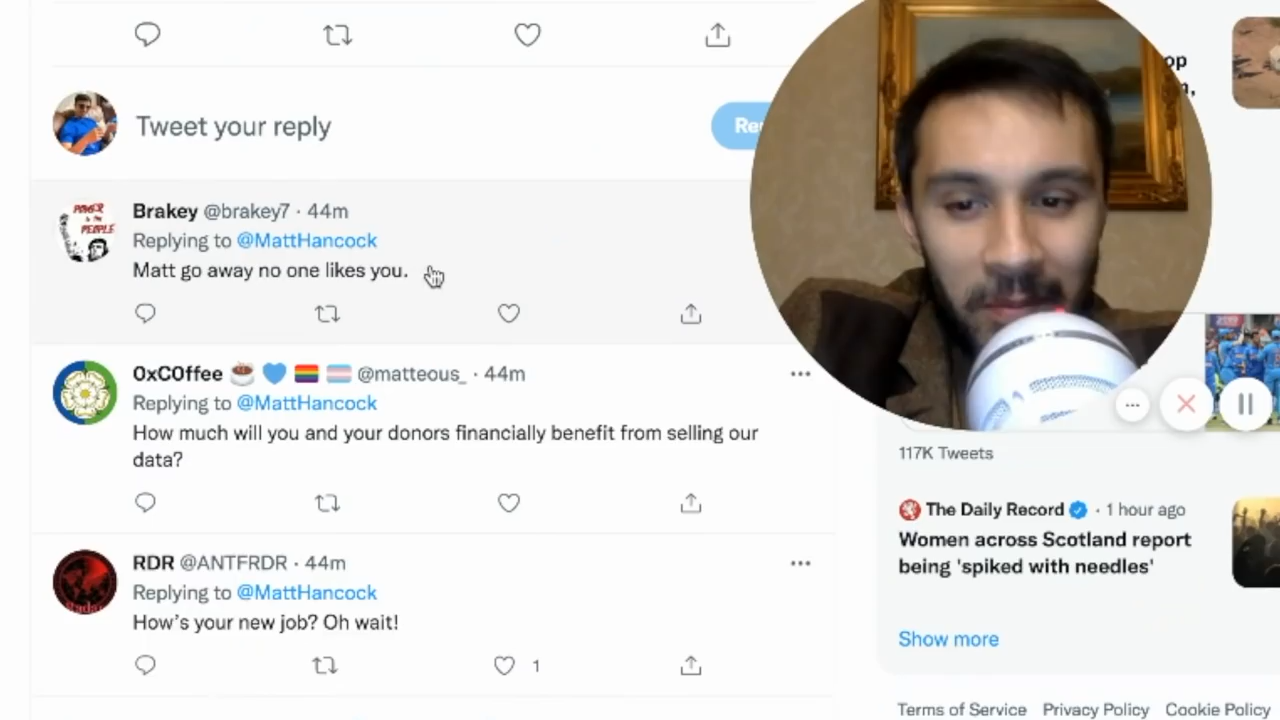 Tweet your reply
Brakey @brakey7 · 44m
Replying to @MattHancock
Matt go away no one likes you.
0xC0ffee @matteous_ · 44m
Replying to @MattHancock
How much will you and your donors financially benefit from selling our
data?
RDR @ANTFRDR · 44m
Replying to @MattHancock
How's your new job? Oh wait!
1
POWER
PEOPLE
117K Tweets
The Daily Record · 1 hour ago
Women across Scotland report
being 'spiked with needles'
Show more
Terms of Service Privacy Policy Cookie Policy